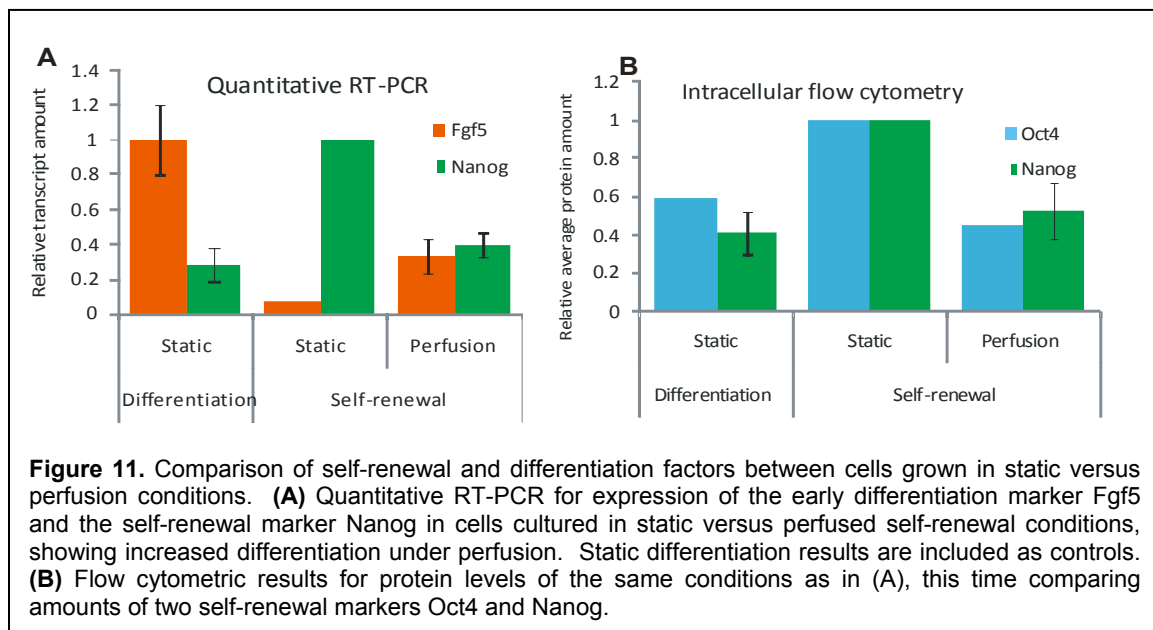 A
Quantitative RT-PCR
Relative transcript amount
1.4
1.2
1
0.8
0.6
0.4
0.2
0
Fgf5
Nanog
Static
Static
Perfusion
Differentiation
Self-renewal
B
Intracellular flow cytometry
Relative average protein amount
1.2
1
0.8
0.6
0.4
0.2
0
Oct4
Nanog
Static
Static
Perfusion
Differentiation
Self-renewal
Figure 11. Comparison of self-renewal and differentiation factors between cells grown in static versus
perfusion conditions. (A) Quantitative RT-PCR for expression of the early differentiation marker Fgf5
and the self-renewal marker Nanog in cells cultured in static versus perfused self-renewal conditions,
showing increased differentiation under perfusion. Static differentiation results are included as controls.
(B) Flow cytometric results for protein levels of the same conditions as in (A), this time comparing
amounts of two self-renewal markers Oct4 and Nanog.